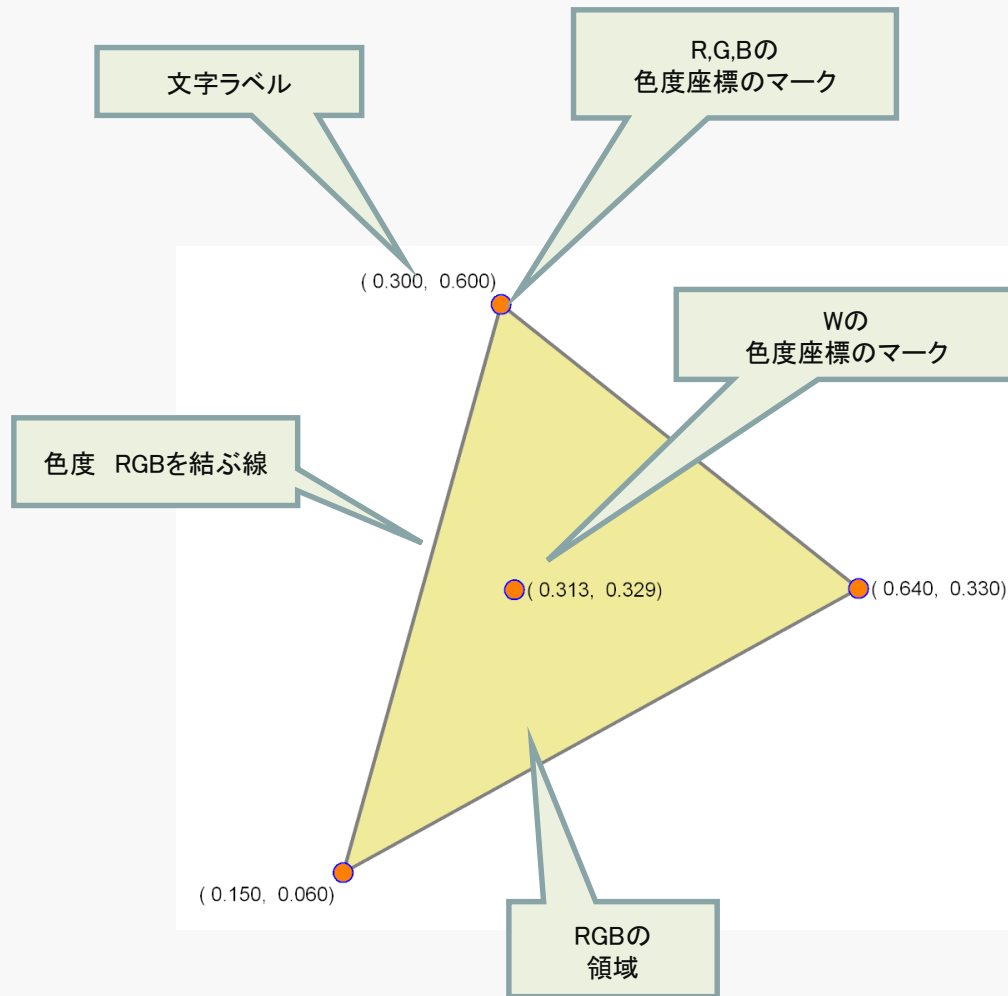 文字ラベル
R,G,Bの
色度座標のマーク
( 0.300,  0.600)
Wの
色度座標のマーク
色度　RGBを結ぶ線
( 0.313,  0.329)
( 0.640,  0.330)
( 0.150,  0.060)
RGBの
領域